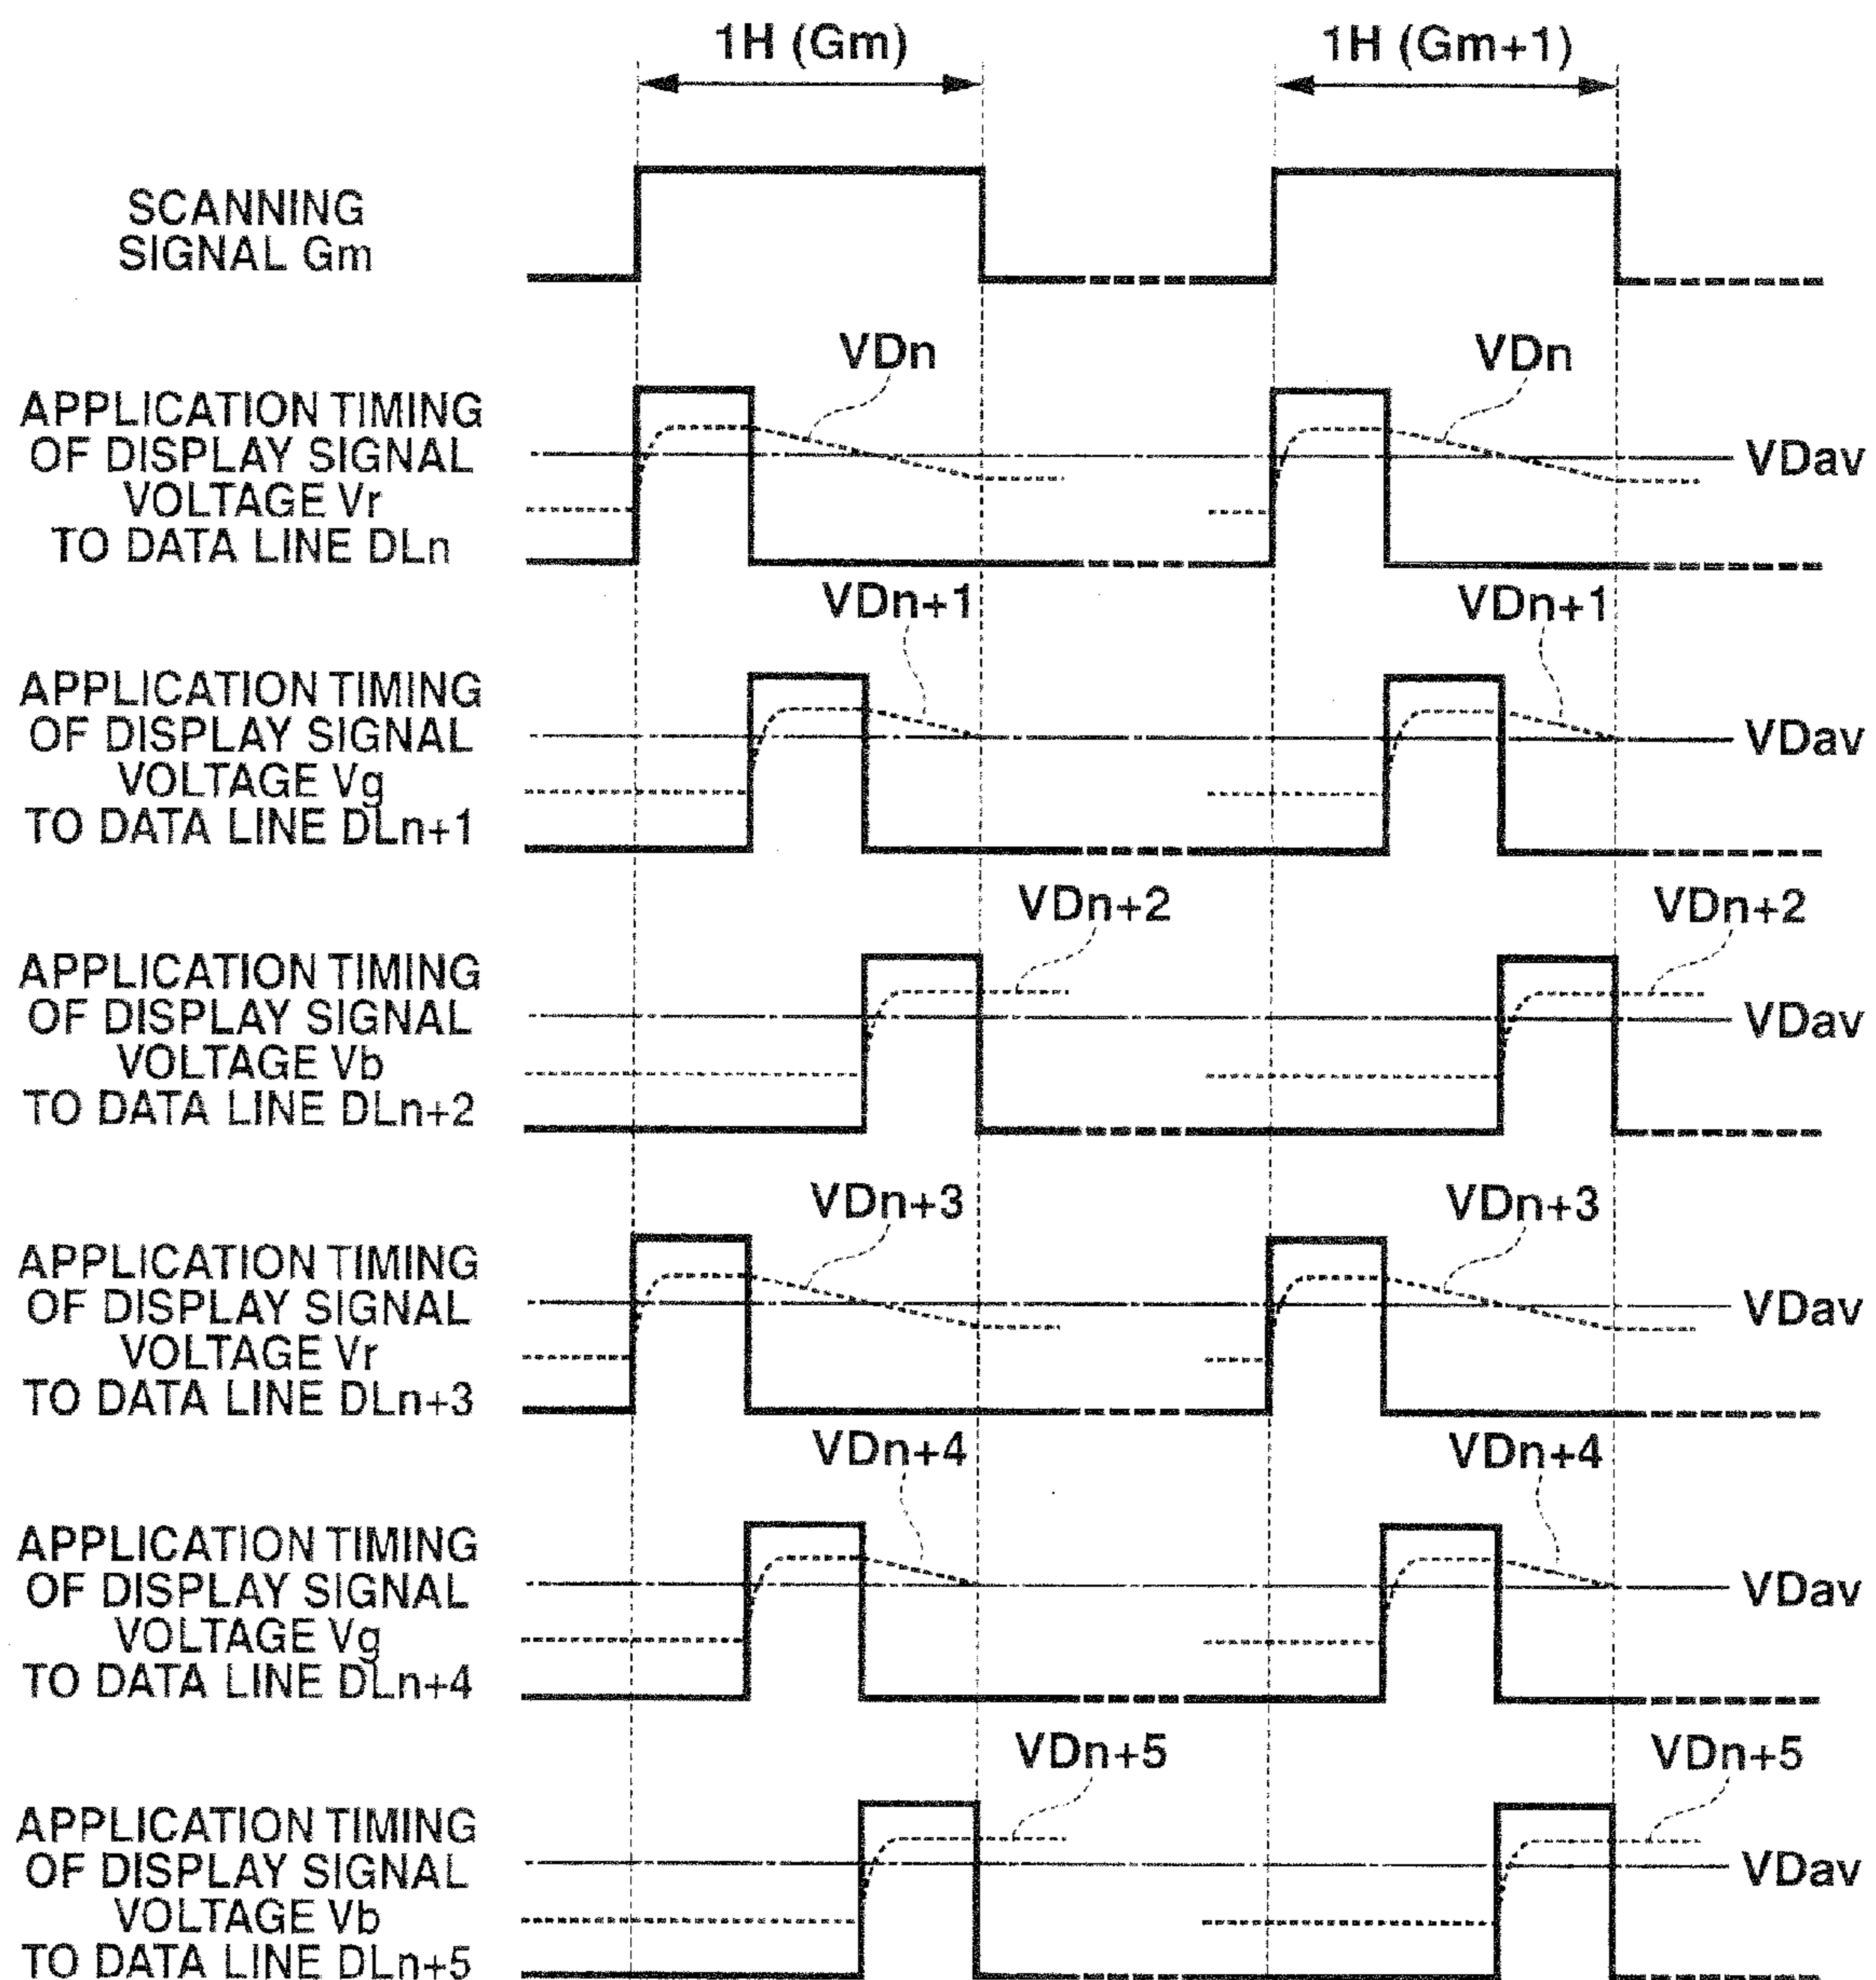 1H (Gm)
1H (Gm+1)
SCANNING
SIGNAL Gm
VDn
VDn
APPLICATION TIMING
OF DISPLAY SIGNAL
VOLTAGE Vr
TO DATA LINE DLn
VDav
VDn+1
VDn+1
APPLICATION TIMING
OF DISPLAY SIGNAL
VOLTAGE Vg
TO DATA LINE DLn+1
VDav
VDn+2
VDn+2
APPLICATION TIMING
OF DISPLAY SIGNAL
VOLTAGE Vb
TO DATA LINE DLn+2
VDav
VDn+3
VDn+3
APPLICATION TIMING
OF DISPLAY SIGNAL
VOLTAGE Vr
TO DATA LINE DLn+3
VDav
VDn+4
VDn+4
APPLICATION TIMING
OF DISPLAY SIGNAL
VOLTAGE Vg
TO DATA LINE DLn+4
VDav
VDn+5
VDn+5
APPLICATION TIMING
OF DISPLAY SIGNAL
VOLTAGE Vb
TO DATA LINE DLn+5
VDav